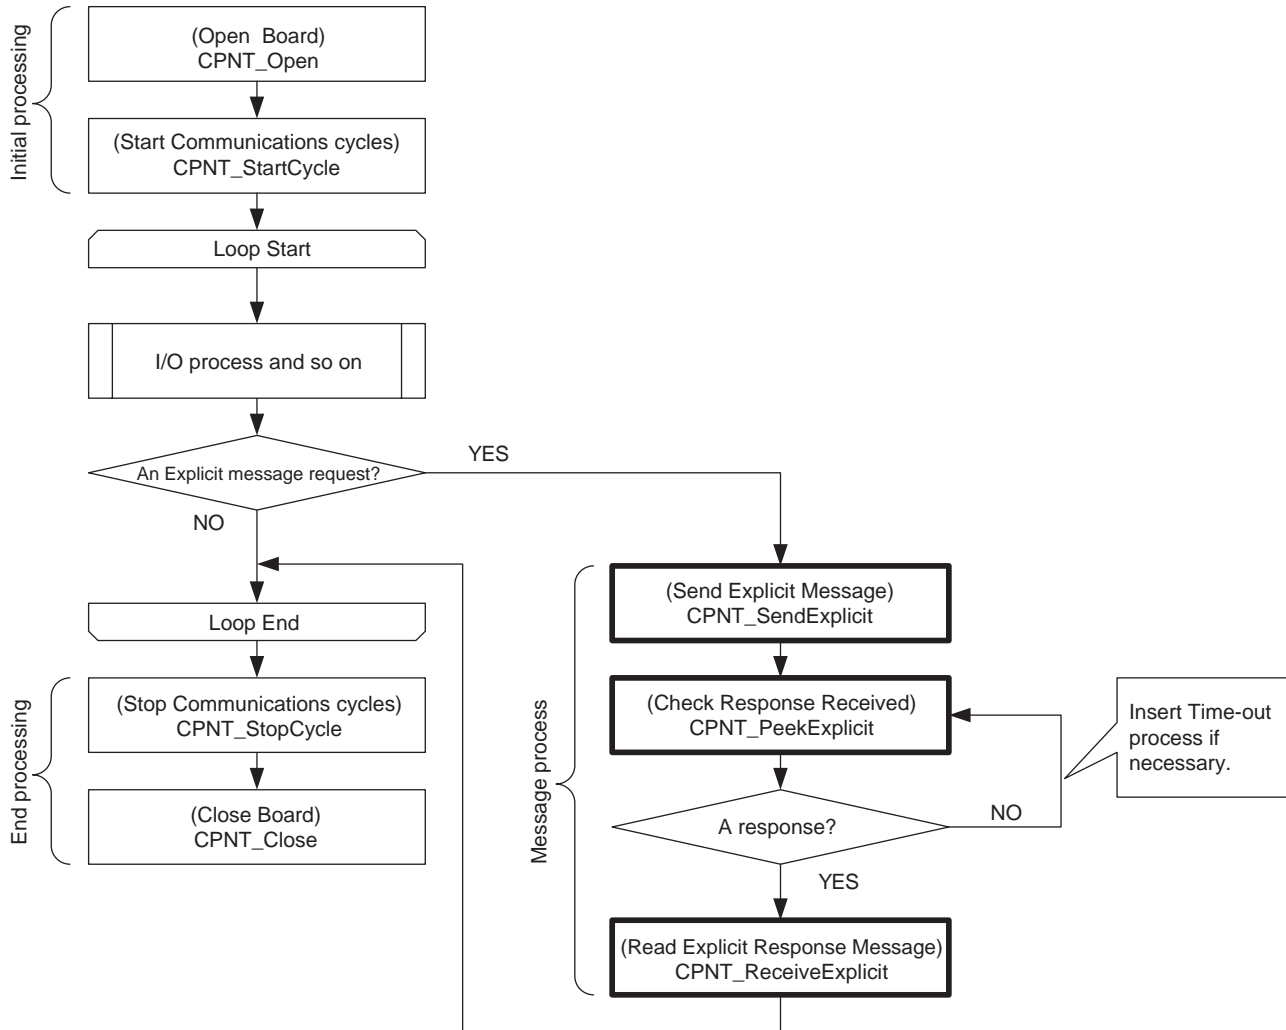 Initial processing
(Open Board)
CPNT_Open
(Start Communications cycles)
CPNT_StartCycle
Loop Start
I/O process and so on
An Explicit message request?
YES
NO
Loop End
End processing
(Stop Communications cycles)
CPNT_StopCycle
(Close Board)
CPNT_Close
Message process
(Send Explicit Message)
CPNT_SendExplicit
(Check Response Received)
CPNT_PeekExplicit
Insert Time-out
process if
necessary.
A response?
NO
YES
(Read Explicit Response Message)
CPNT_ReceiveExplicit